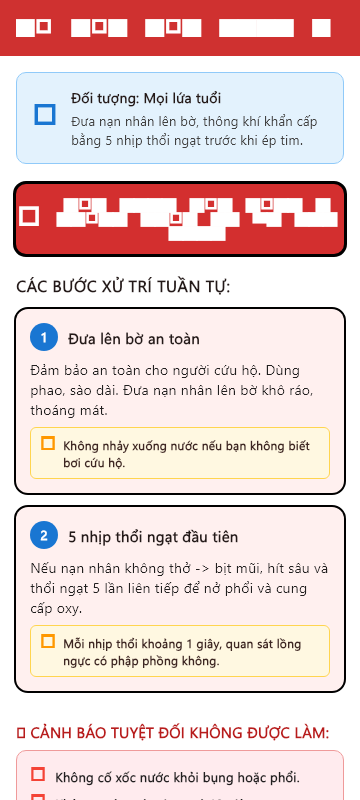 Đối tượng: Mọi lứa tuổi
Đưa nạn nhân lên bờ, thông khí khẩn cấp
bằng 5 nhịp thổi ngạt trước khi ép tim.
CÁC BƯỚC XỬ TRÍ TUẦN TỰ:
1 Đưa lên bờ an toàn
Đảm bảo an toàn cho người cứu hộ. Dùng
phao, sào dài. Đưa nạn nhân lên bờ khô ráo,
thoáng mát.
Không nhảy xuống nước nếu bạn không biết
bơi cứu hộ.
2 5 nhịp thổi ngạt đầu tiên
Nếu nạn nhân không thở -> bịt mũi, hít sâu và
thổi ngạt 5 lần liên tiếp để nở phổi và cung
cấp oxy.
Mỗi nhịp thổi khoảng 1 giây, quan sát lồng
ngực có phập phồng không.
CẢNH BÁO TUYỆT ĐỐI KHÔNG ĐƯỢC LÀM:
Không cố xốc nước khỏi bụng hoặc phổi.